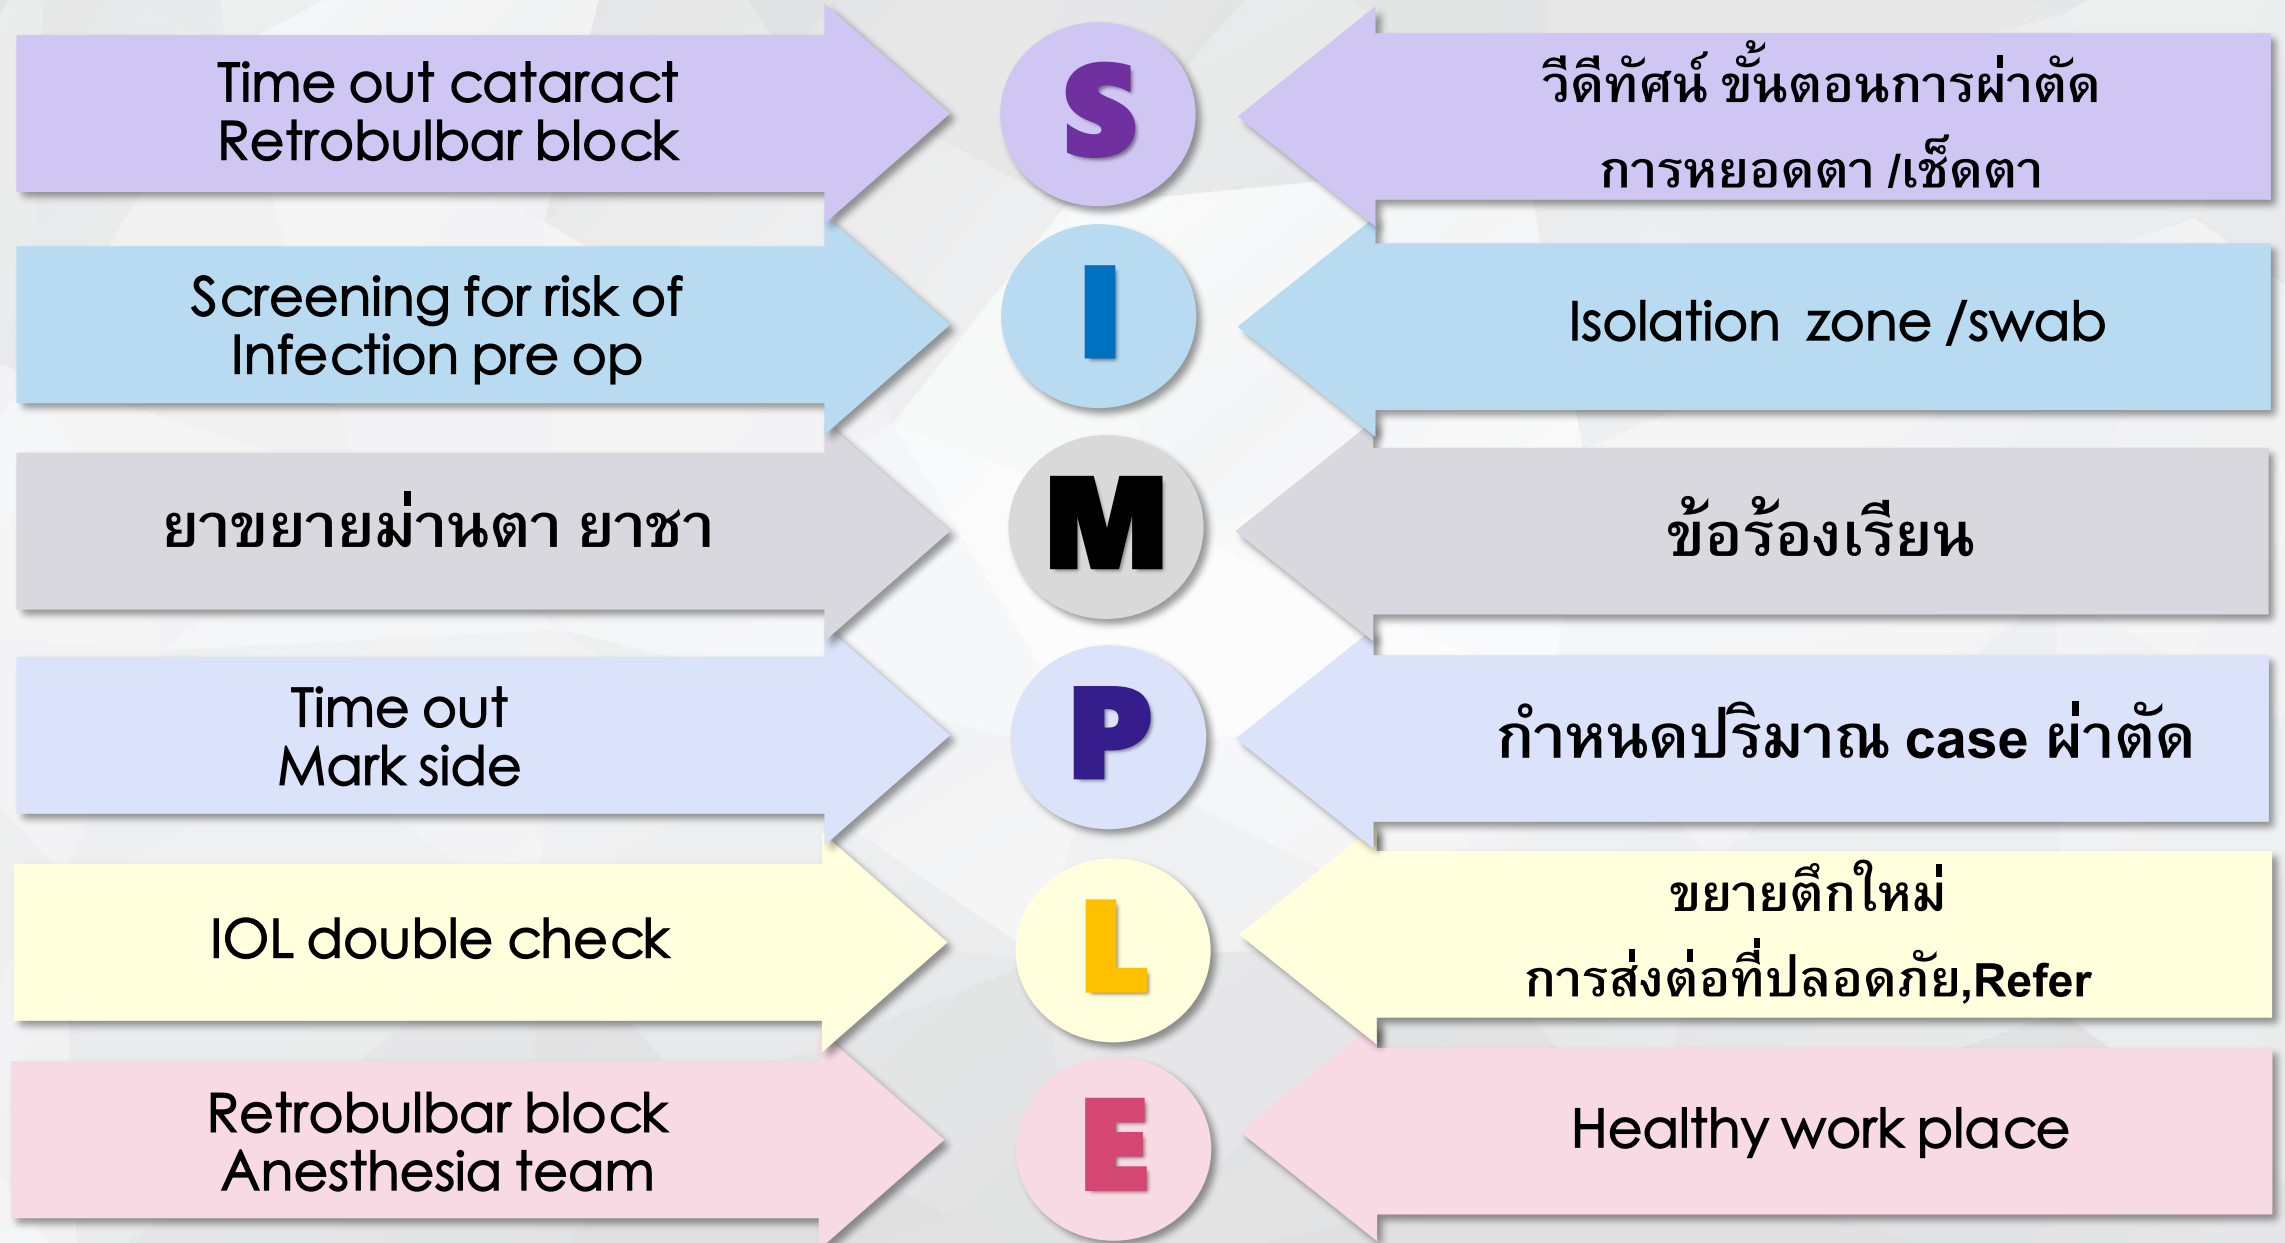 Time out cataract
Retrobulbar block
S
วีดีทัศน์ ขั้นตอนการผ่าตัด
การหยอดตา /เช็ดตา
Screening for risk of
Infection pre op
I
Isolation zone /swab
ยาขยายม่านตา ยาชา
M
ข้อร้องเรียน
Time out
Mark side
P
กำหนดปริมาณ case ผ่าตัด
IOL double check
L
ขยายตึกใหม่
การส่งต่อที่ปลอดภัย,Refer
Retrobulbar block
Anesthesia team
E
Healthy work place